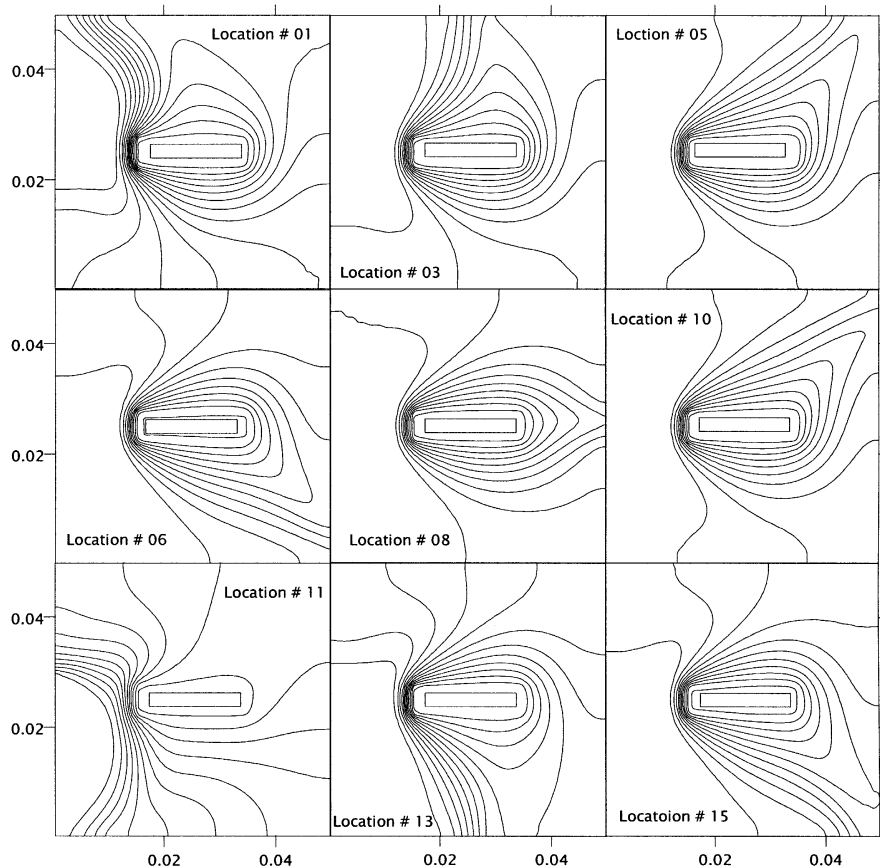 Location # 01
Loction # 05
0.04
0.02
Location # 03
Location # 10
0.04
0.02
Location # 06
Location # 08
Location # 11
0.04
0.02
Location # 13
Locatoion # 15
0.02
0.04
0.02
0.04
0.02
0.04